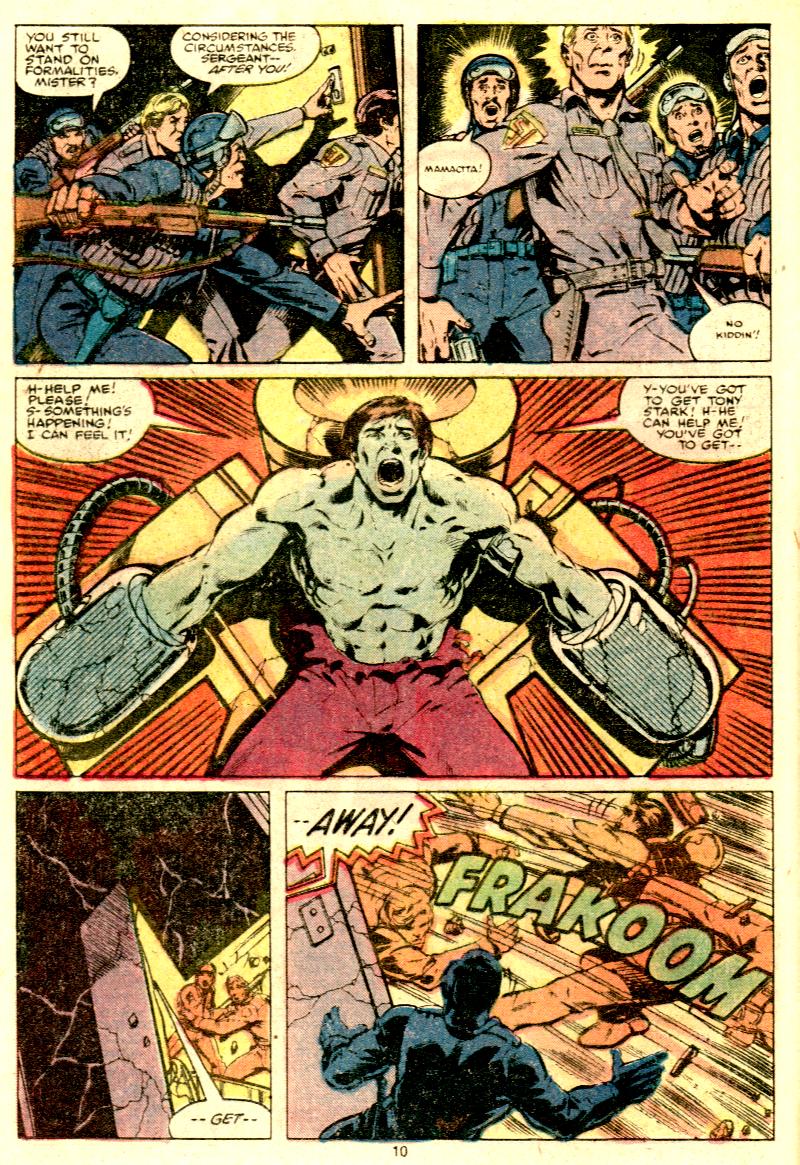 YOU STILL
WANT TO
STAND ON
FORMALITIES,
MISTER?
CONSIDERING THE
CIRCUMSTANCES,
SERGEANT--
AFTER YOU!
MAMACITA!
NO
KIDDIN'!
H-HELP ME!
PLEASE!
S-SOMETHING'S
HAPPENING!
I CAN FEEL IT!
Y-YOU'VE GOT
TO GET TONY
STARK! H-HE
CAN HELP ME!
YOU'VE GOT
TO GET--
--GET--
--AWAY!
FRAKOOM
10